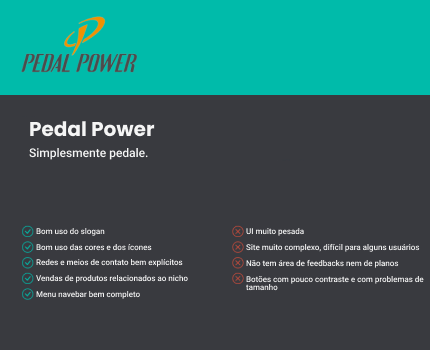 PEDAL POWER
Pedal Power
Simplesmente pedale.
Bom uso do slogan
Bom uso das cores e dos ícones
Redes e meios de contato bem explícitos
Vendas de produtos relacionados ao nicho
Menu navebar bem completo
UI muito pesada
Site muito complexo, difícil para alguns usuários
Não tem área de feedbacks nem de planos
Botões com pouco contraste e com problemas de
tamanho